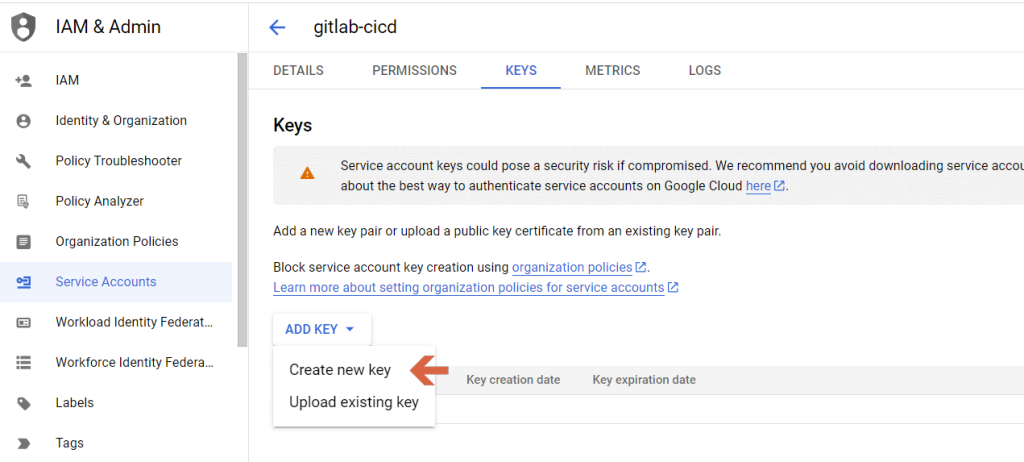 IAM & Admin
gitlab-cicd
IAM
Identity & Organization
Policy Troubleshooter
Policy Analyzer
Organization Policies
Service Accounts
Workload Identity Federat...
Workforce Identity Federa...
Labels
Tags
DETAILS PERMISSIONS KEYS METRICS LOGS
Keys
Service account keys could pose a security risk if compromised. We recommend you avoid downloading service accou
about the best way to authenticate service accounts on Google Cloud here.
Add a new key pair or upload a public key certificate from an existing key pair.
Block service account key creation using organization policies.
Learn more about setting organization policies for service accounts
ADD KEY
Create new key
Upload existing key
Key creation date Key expiration date